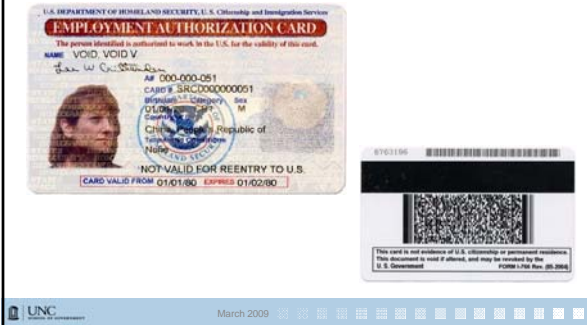 U.S. DEPARTMENT OF HOMELAND SECURITY, U.S. Citizenship and Immigration Services
EMPLOYMENT AUTHORIZATION CARD
The person identified is authorized to work in the U.S. for the validity of this card.
NAME VOID, VOID V.
A# 000-000-051
CARD # SRC0000000051
Birthdate Category Sex
M
China, People's Republic of
None
NOT VALID FOR REENTRY TO U.S.
CARD VALID FROM 01/01/80 EXPIRES 01/02/80
This card is not evidence of U.S. citizenship or permanent residence.
This document is void if altered, and may be revoked by the
U. S. Government FORM I-766 Rev.
UNC
March 2009